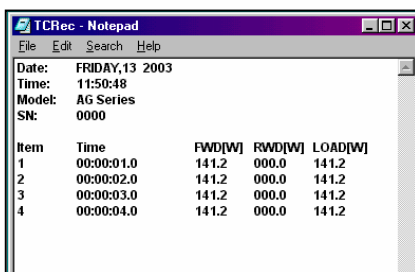 TCRec - Notepad
File Edit Search Help
Date: FRIDAY,13 2003
Time: 11:50:48
Model: AG Series
SN: 0000
Item Time FWD[W] RWD[W] LOAD[W]
1 00:00:01.0 141.2 000.0 141.2
2 00:00:02.0 141.2 000.0 141.2
3 00:00:03.0 141.2 000.0 141.2
4 00:00:04.0 141.2 000.0 141.2